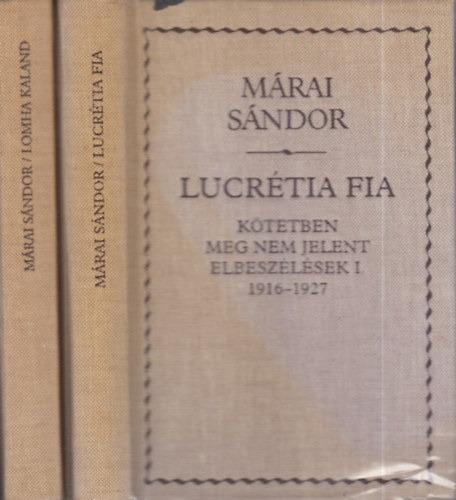 MÁRAI SÁNDOR / LOMHA KALAND
MÁRAI SÁNDOR / LUCRÉTIA FIA
MÁRAI
SÁNDOR
LUCRÉTIA FIA
KÖTETBEN
MEG NEM JELENT
ELBESZÉLÉSEK I.
1916–1927